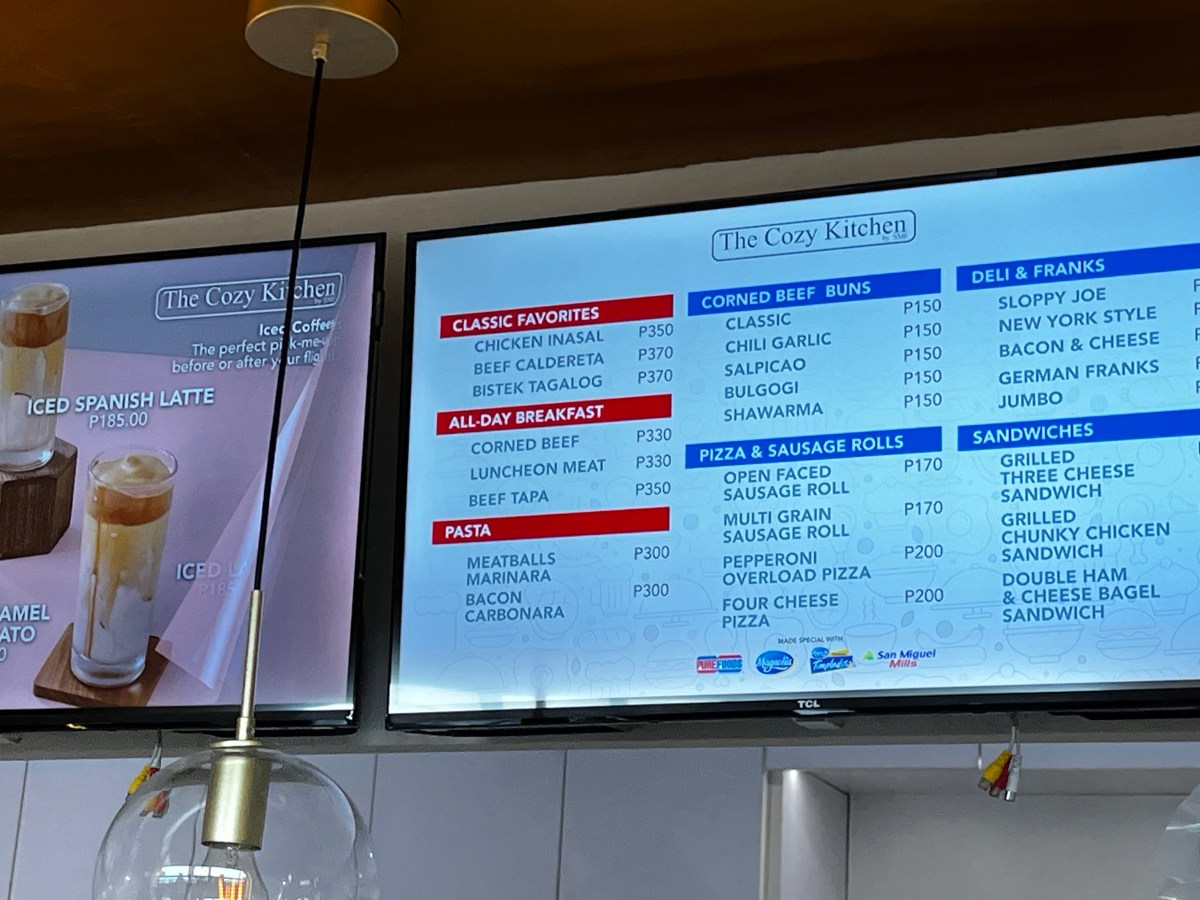 The Cozy Kitchen
by SMF
Iced Coffee
The perfect pick-me-
before or after your flig
ICED SPANISH LATTE
P185.00
ICED LA
P185
AMEL
ATO
0
The Cozy Kitchen
by SMF
CLASSIC FAVORITES
CHICKEN INASAL P350
BEEF CALDERETA P370
BISTEK TAGALOG P370
ALL-DAY BREAKFAST
CORNED BEEF P330
LUNCHEON MEAT P330
BEEF TAPA P350
PASTA
MEATBALLS P300
MARINARA
BACON P300
CARBONARA
CORNED BEEF BUNS
CLASSIC P150
CHILI GARLIC P150
SALPICAO P150
BULGOGI P150
SHAWARMA P150
PIZZA & SAUSAGE ROLLS
OPEN FACED P170
SAUSAGE ROLL
MULTI GRAIN P170
SAUSAGE ROLL
PEPPERONI P200
OVERLOAD PIZZA
FOUR CHEESE P200
PIZZA
DELI & FRANKS
SLOPPY JOE
NEW YORK STYLE
BACON & CHEESE
GERMAN FRANKS
JUMBO
SANDWICHES
GRILLED
THREE CHEESE
SANDWICH
GRILLED
CHUNKY CHICKEN
SANDWICH
DOUBLE HAM
& CHEESE BAGEL
SANDWICH
MADE SPECIAL WITH
PUREFOODS
Magnolia
San Miguel
Mills
TCL